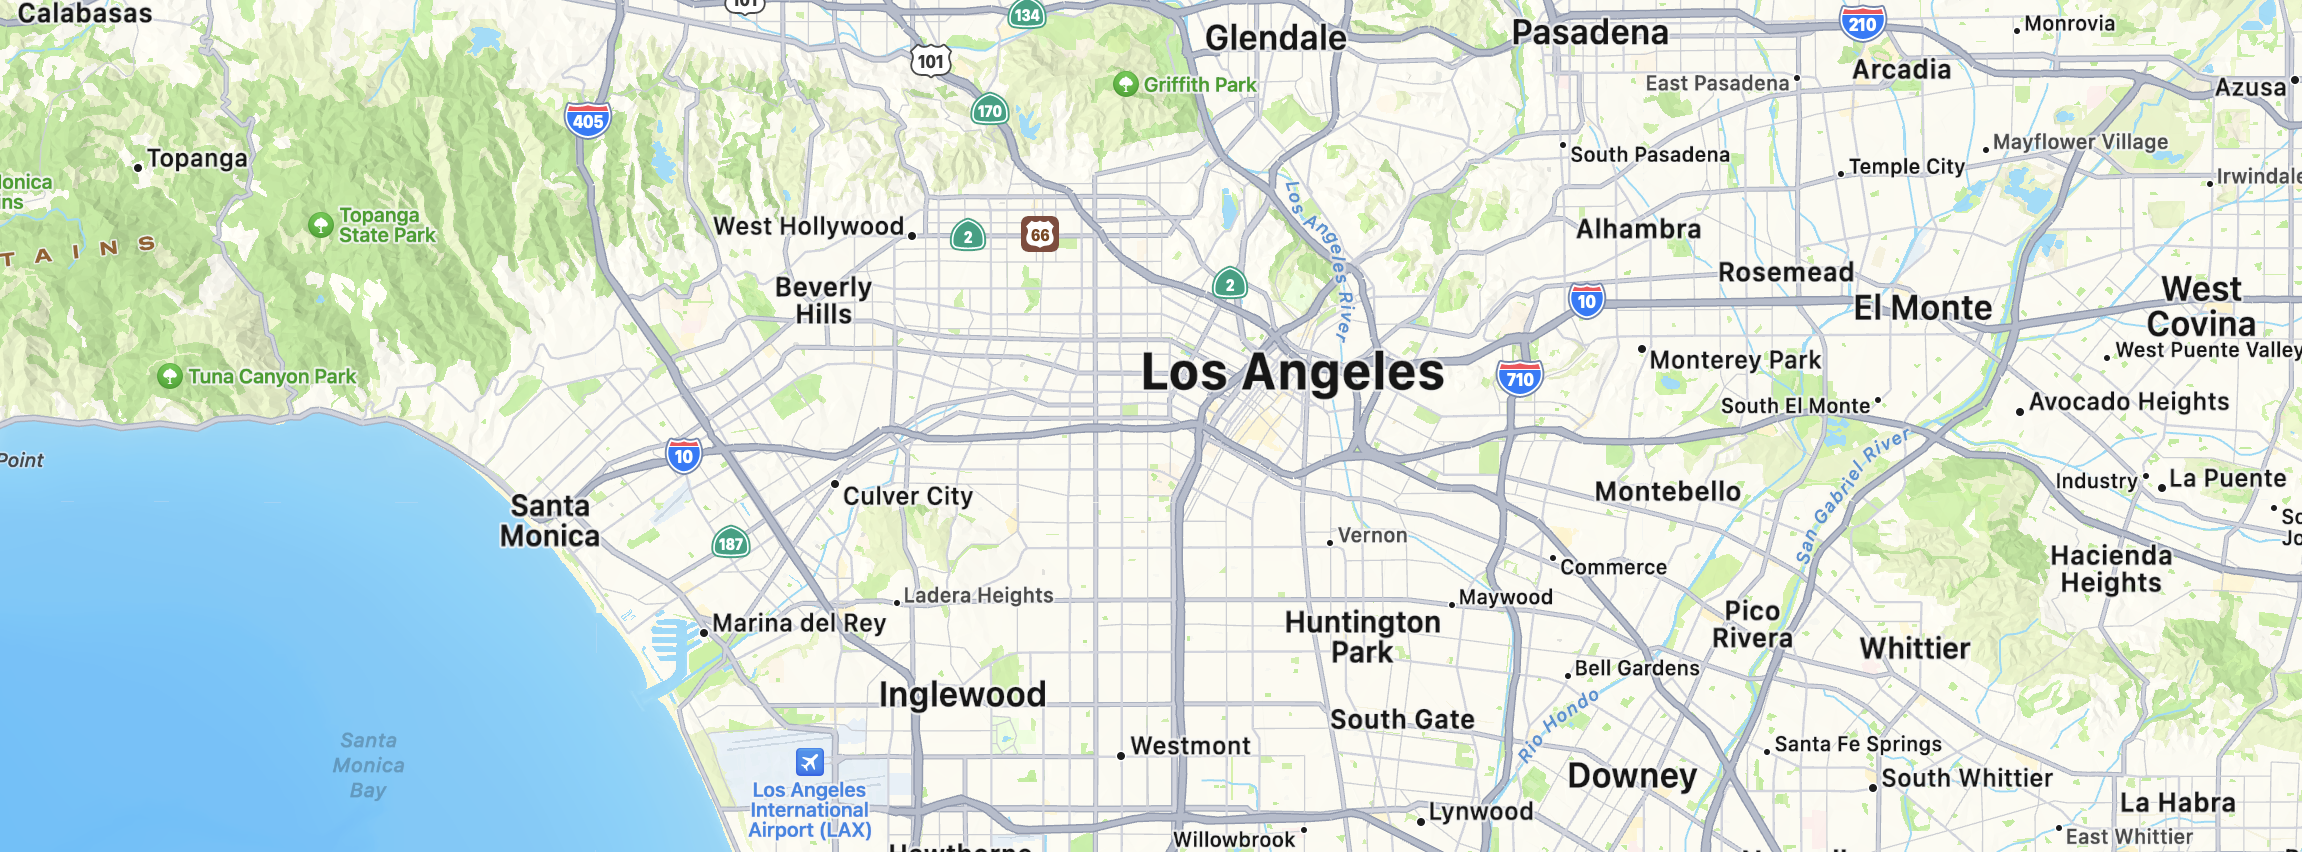 Calabasas
101
134
Glendale
Pasadena
210
Monrovia
101
Griffith Park
East Pasadena
Arcadia
Azusa
405
170
Topanga
South Pasadena
Mayflower Village
Temple City
Irwindale
Topanga
State Park
TAINS
West Hollywood
2
66
Los Angeles River
Alhambra
Beverly
Hills
2
Rosemead
10
El Monte
West
Covina
Tuna Canyon Park
Los Angeles
710
Monterey Park
West Puente Valley
South El Monte
Avocado Heights
Point
10
San Gabriel River
Santa
Monica
Culver City
Montebello
Industry
La Puente
187
Vernon
Commerce
Hacienda
Heights
Ladera Heights
Maywood
Marina del Rey
Huntington
Park
Pico
Rivera
Whittier
Bell Gardens
Inglewood
South Gate
Rio Hondo
Santa
Monica
Bay
Westmont
Santa Fe Springs
Los Angeles
International
Airport (LAX)
Downey
South Whittier
Lynwood
La Habra
Willowbrook
East Whittier
Hawthorne